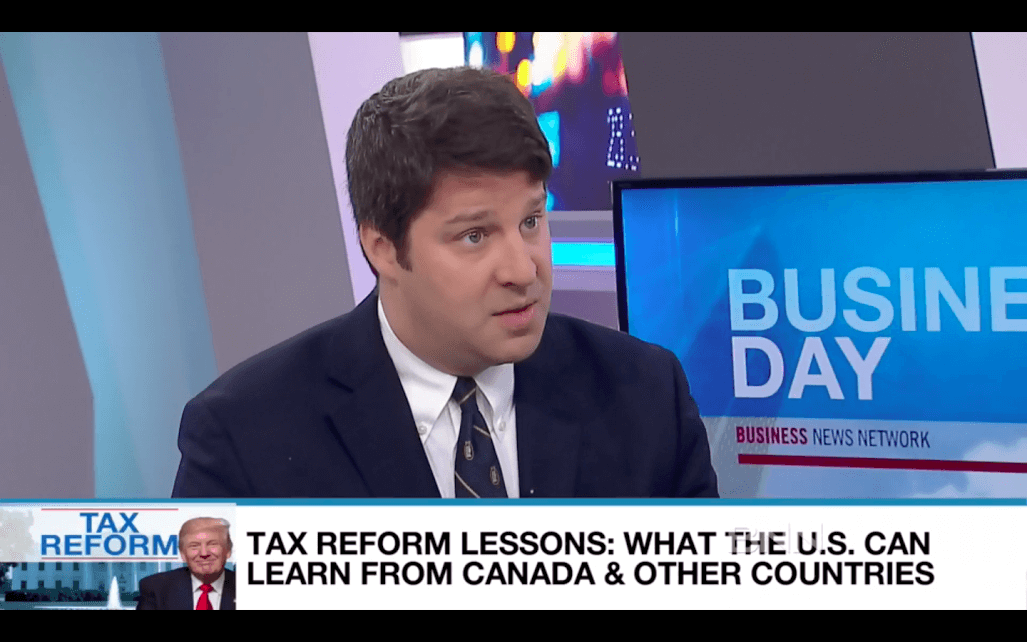 BUSINE
DAY
BUSINESS NEWS NETWORK
TAX
REFORM
TAX REFORM LESSONS: WHAT THE U.S. CAN
LEARN FROM CANADA & OTHER COUNTRIES